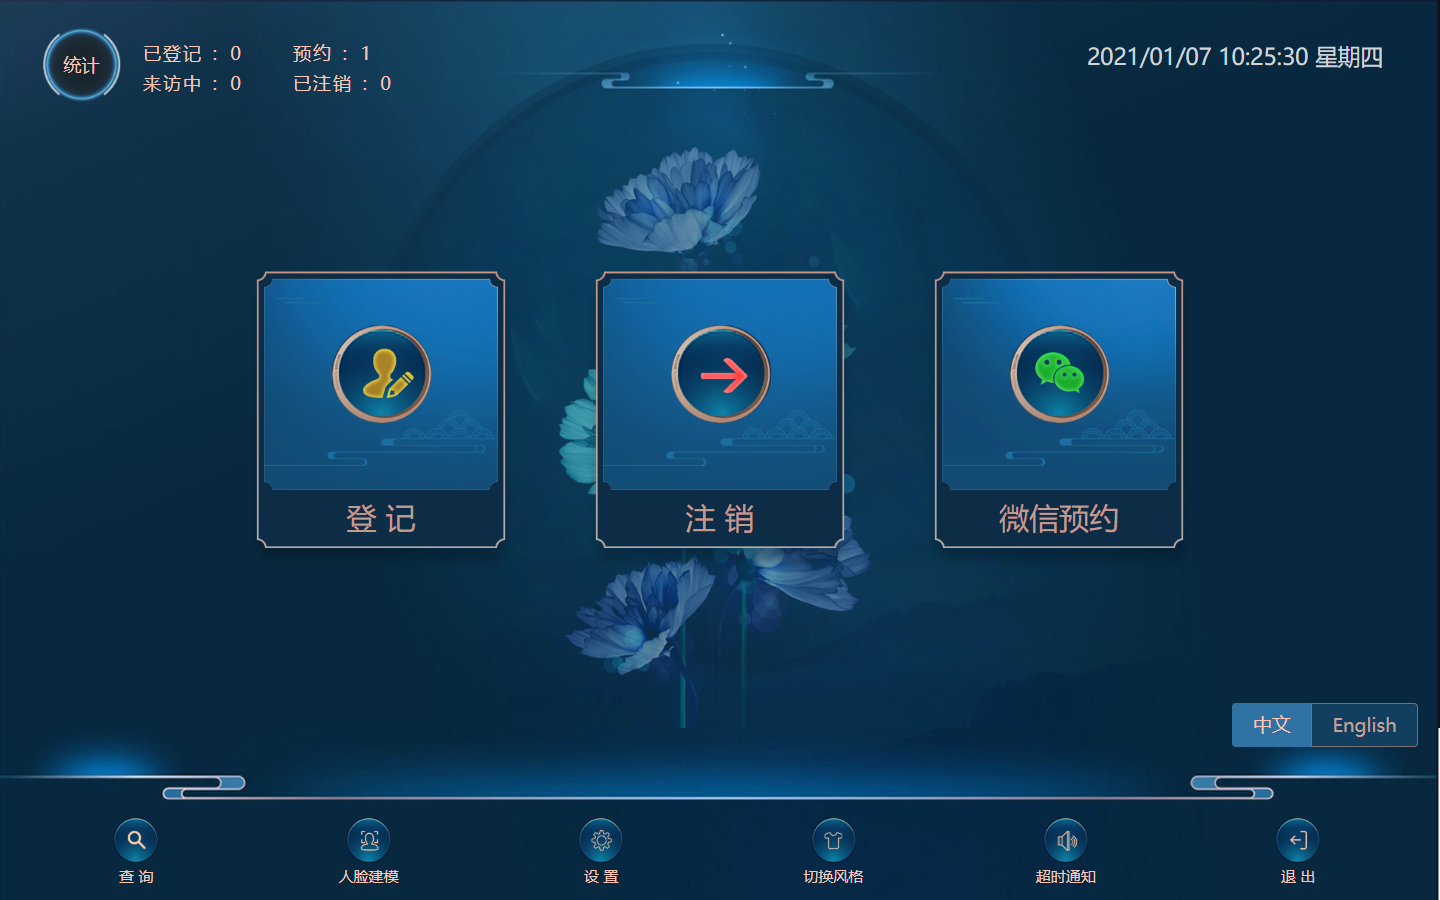 统计
已登记 : 0 预约 : 1
来访中 : 0 已注销 : 0
2021/01/07 10:25:30 星期四
登 记
注 销
微信预约
中文 English
查 询
人脸建模
设 置
切换风格
超时通知
退 出